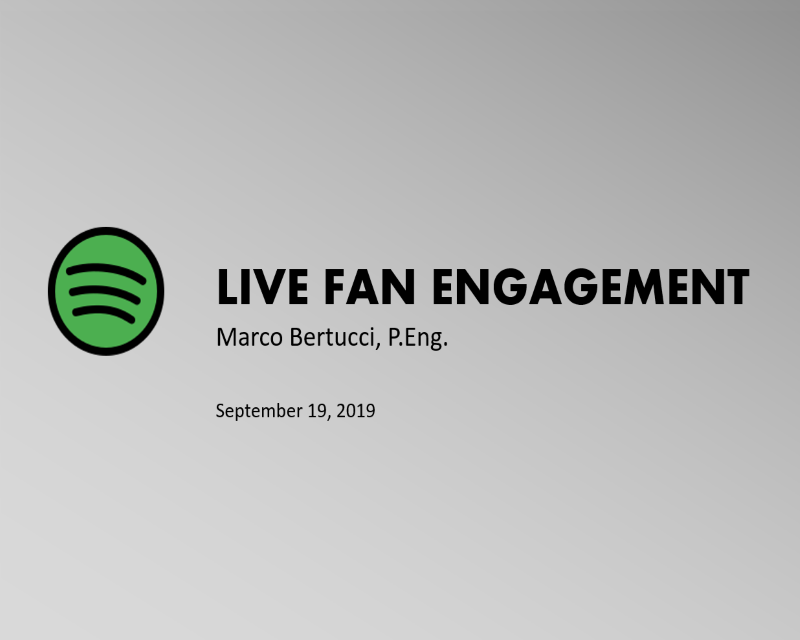 LIVE FAN ENGAGEMENT
Marco Bertucci, P.Eng.
September 19, 2019